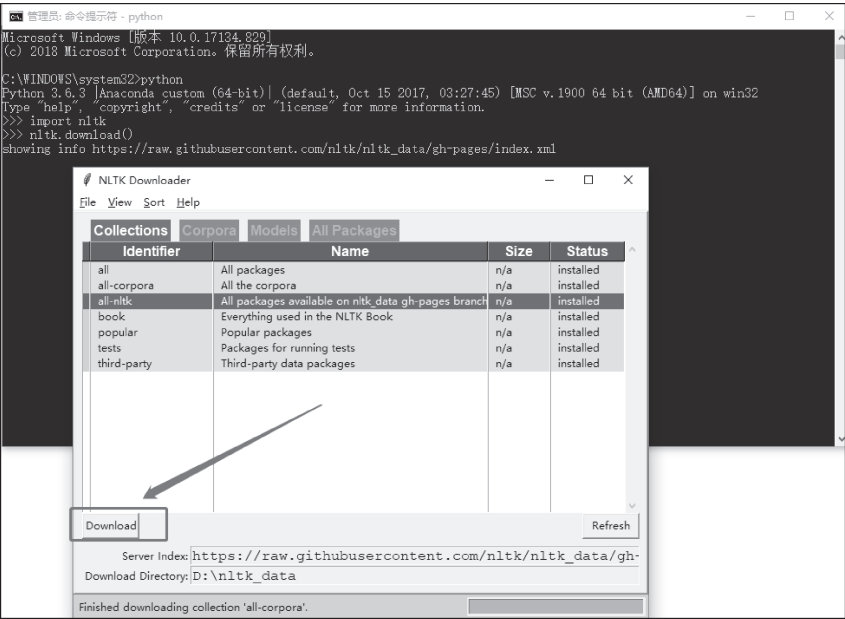 管理员: 命令提示符 - python
Microsoft Windows [版本 10.0.17134.829]
(c) 2018 Microsoft Corporation。保留所有权利。
C:\WINDOWS\system32>python
Python 3.6.3 |Anaconda custom (64-bit)| (default, Oct 15 2017, 03:27:45) [MSC v.1900 64 bit (AMD64)] on win32
Type "help", "copyright", "credits" or "license" for more information.
>>> import nltk
>>> nltk.download()
showing info https://raw.githubusercontent.com/nltk/nltk_data/gh-pages/index.xml
NLTK Downloader
File View Sort Help
Collections Corpora Models All Packages
Identifier Name Size Status
all All packages n/a installed
all-corpora All the corpora n/a installed
all-nltk All packages available on nltk_data gh-pages branch n/a installed
book Everything used in the NLTK Book n/a installed
popular Popular packages n/a installed
tests Packages for running tests n/a installed
third-party Third-party data packages n/a installed
Download Refresh
Server Index: https://raw.githubusercontent.com/nltk/nltk_data/gh-
Download Directory: D:\nltk_data
Finished downloading collection 'all-corpora'.